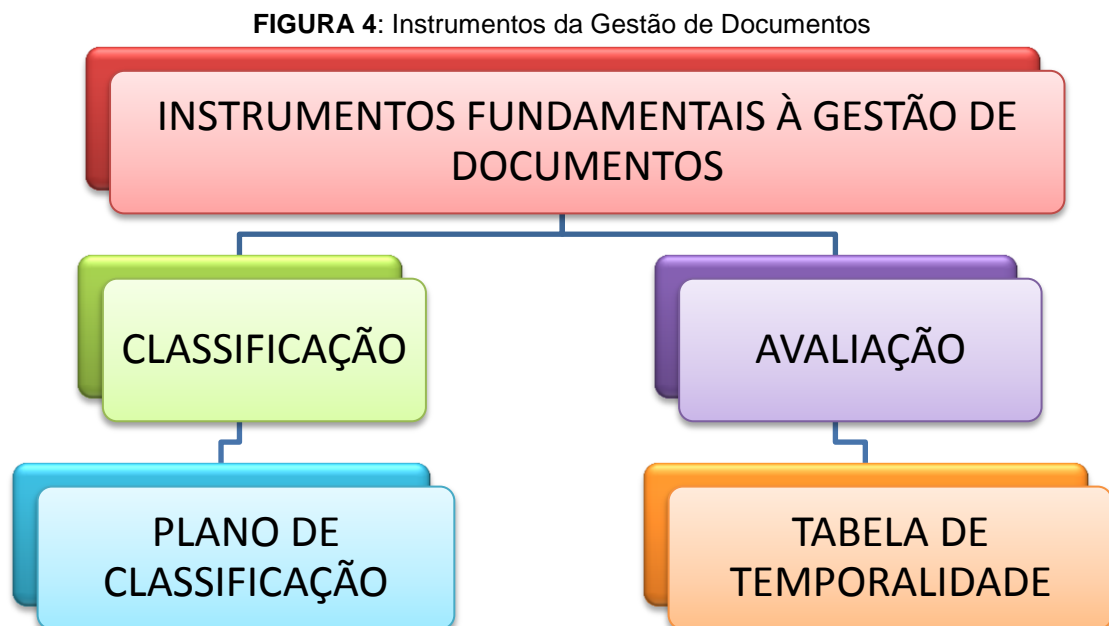 FIGURA 4: Instrumentos da Gestão de Documentos
INSTRUMENTOS FUNDAMENTAIS À GESTÃO DE
DOCUMENTOS
CLASSIFICAÇÃO
AVALIAÇÃO
PLANO DE
CLASSIFICAÇÃO
TABELA DE
TEMPORALIDADE